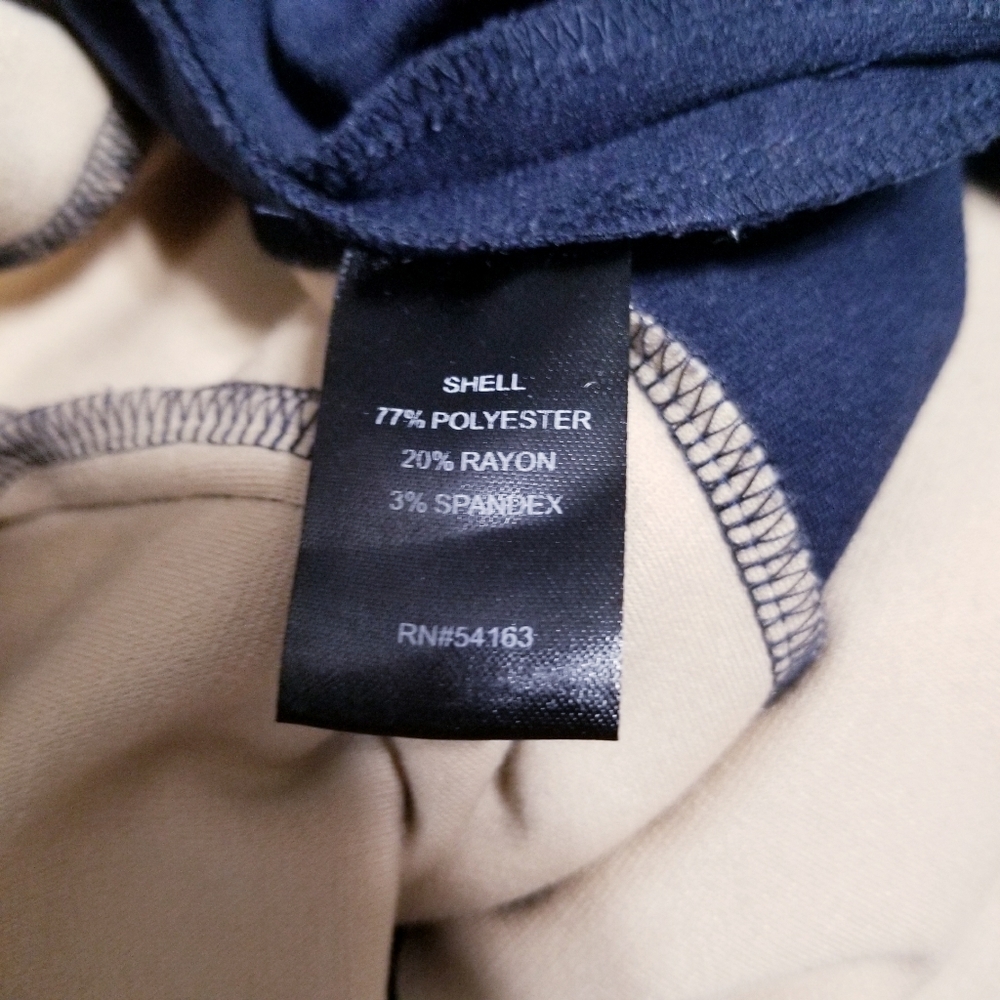 SHELL
77% POLYESTER
20% RAYON
3% SPANDEX
RN#54163